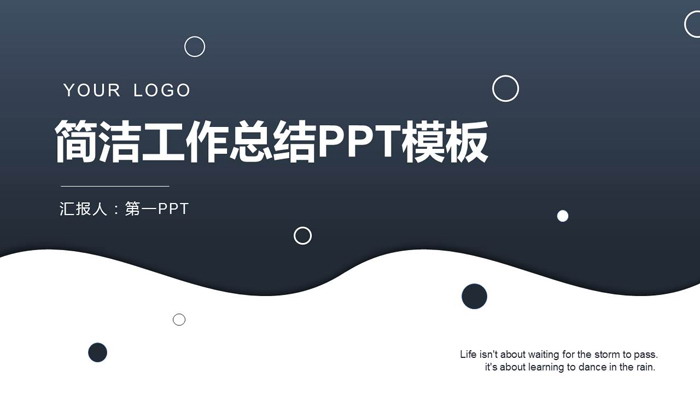 YOUR LOGO
简洁工作总结PPT模板
汇报人：第一PPT
Life isn't about waiting for the storm to pass.
it's about learning to dance in the rain.